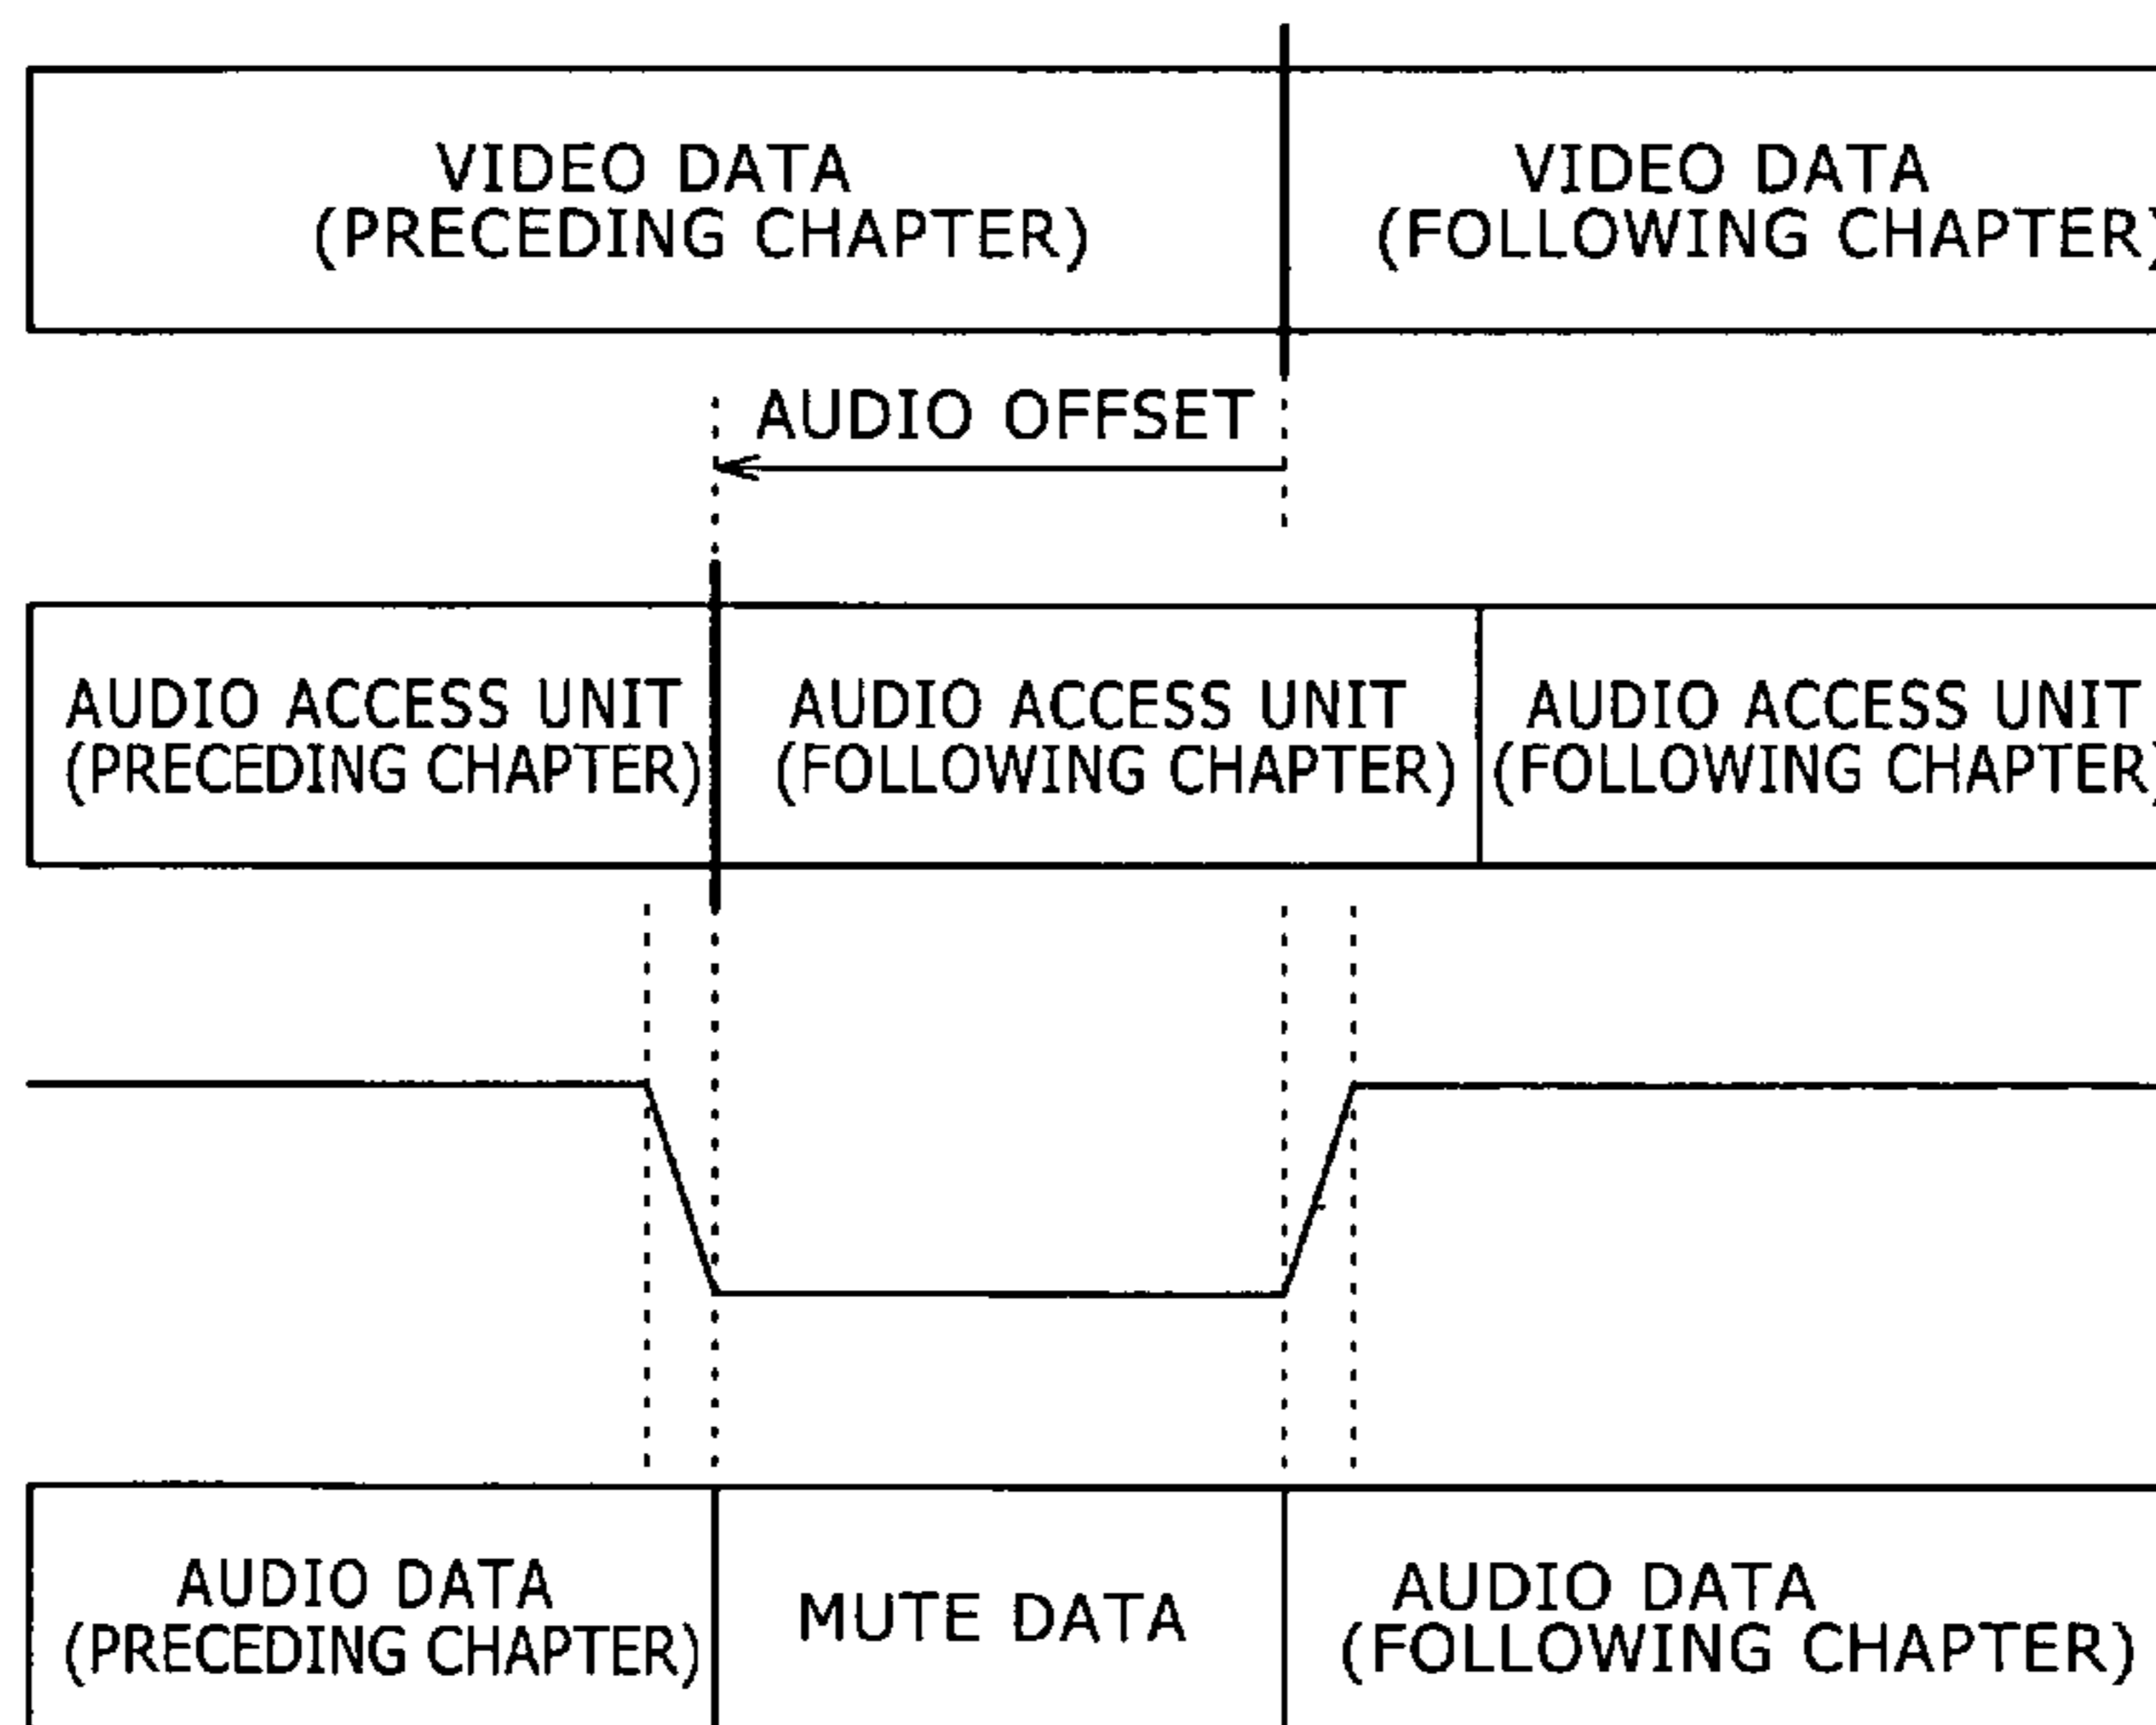 VIDEO DATA
(PRECEDING CHAPTER)
VIDEO DATA
(FOLLOWING CHAPTER)
AUDIO OFFSET
AUDIO ACCESS UNIT
(PRECEDING CHAPTER)
AUDIO ACCESS UNIT
(FOLLOWING CHAPTER)
AUDIO ACCESS UNIT
(FOLLOWING CHAPTER)
AUDIO DATA
(PRECEDING CHAPTER)
MUTE DATA
AUDIO DATA
(FOLLOWING CHAPTER)